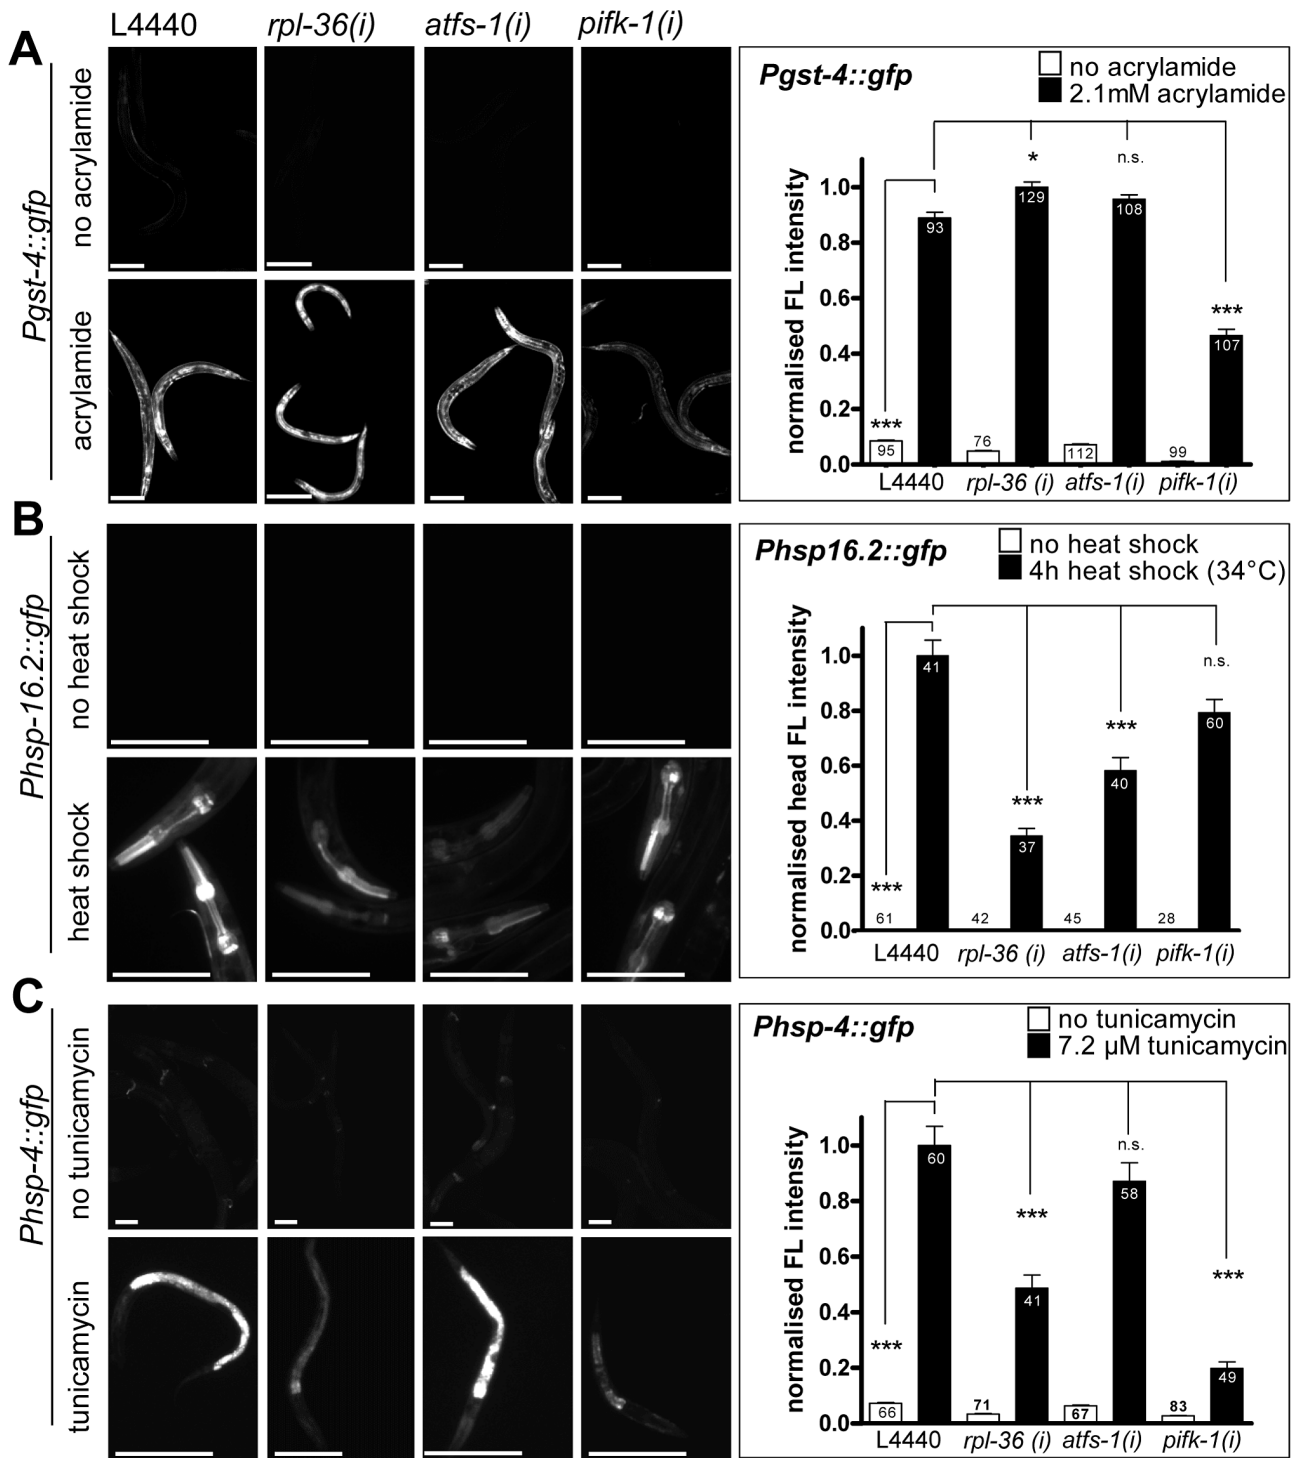 L4440 rpl-36(i) atfs-1(i) pifk-1(i)
A
Pgst-4::gfp
no acrylamide
acrylamide
Pgst-4::gfp
no acrylamide
2.1mM acrylamide
normalised FL intensity
1.0
0.8
0.6
0.4
0.2
0.0
*
n.s.
***
***
95 93 76 129 112 108 99 107
L4440 rpl-36 (i) atfs-1(i) pifk-1(i)
B
Phsp-16.2::gfp
no heat shock
heat shock
Phsp16.2::gfp
no heat shock
4h heat shock (34°C)
normalised head FL intensity
1.0
0.8
0.6
0.4
0.2
0.0
n.s.
***
***
***
61 41 42 37 45 40 28 60
L4440 rpl-36 (i) atfs-1(i) pifk-1(i)
C
Phsp-4::gfp
no tunicamycin
tunicamycin
Phsp-4::gfp
no tunicamycin
7.2 µM tunicamycin
normalised FL intensity
1.0
0.8
0.6
0.4
0.2
0.0
n.s.
***
***
***
66 60 71 41 67 58 83 49
L4440 rpl-36 (i) atfs-1(i) pifk-1(i)